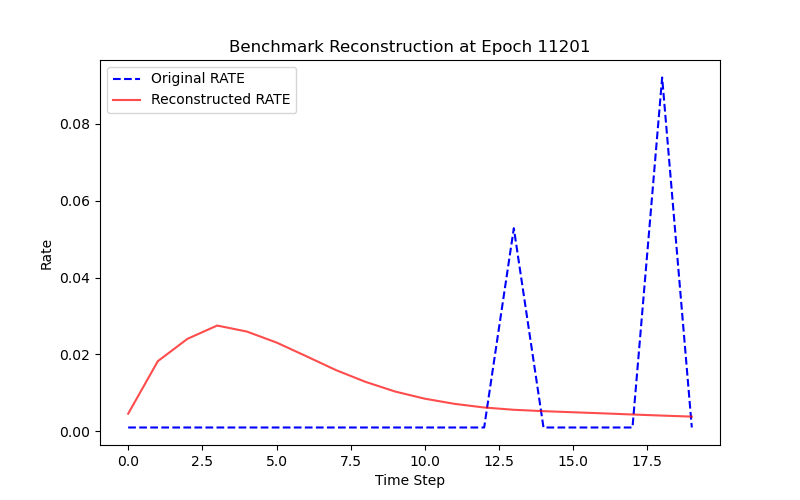 Benchmark Reconstruction at Epoch 11201
Original RATE
Reconstructed RATE
0.08
0.06
0.04
0.02
0.00
Rate
0.0 2.5 5.0 7.5 10.0 12.5 15.0 17.5
Time Step